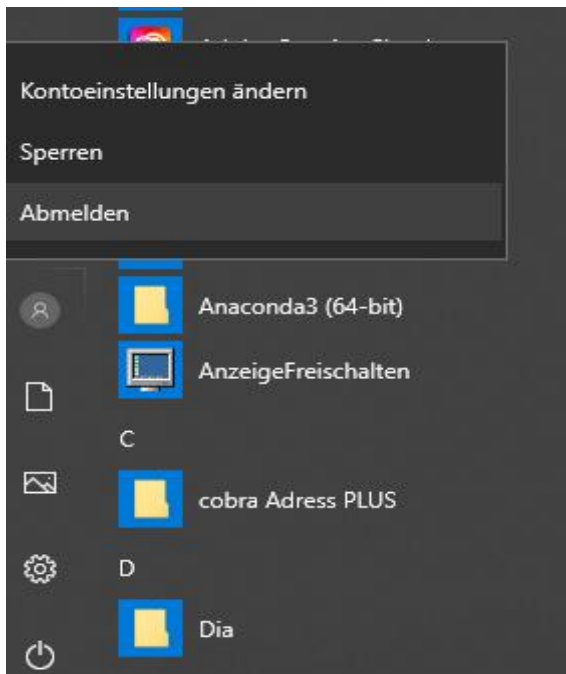 Kontoeinstellungen ändern
Sperren
Abmelden
Anaconda3 (64-bit)
AnzeigeFreischalten
C
cobra Adress PLUS
D
Dia